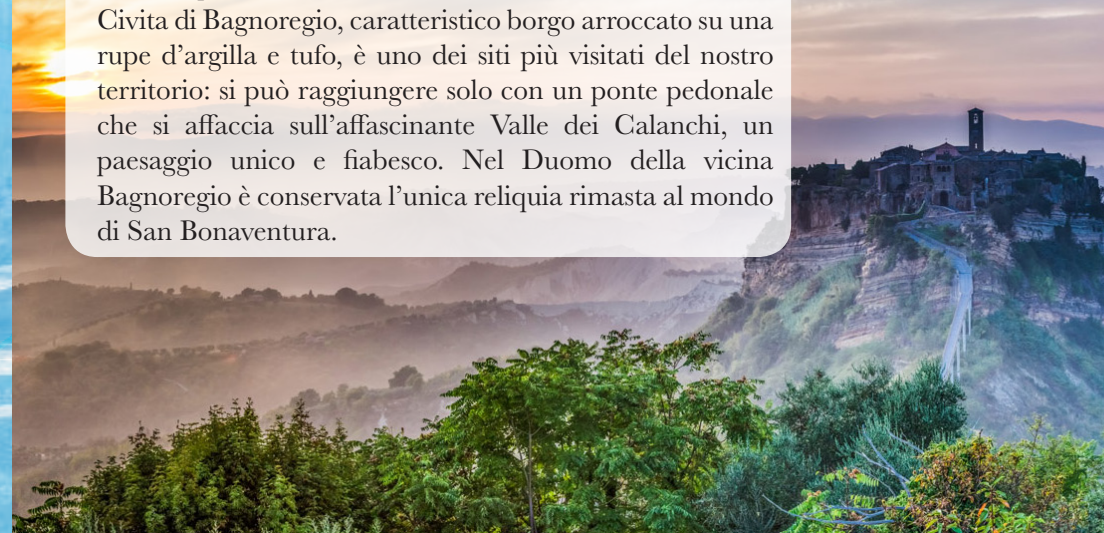 Civita di Bagnoregio, caratteristico borgo arroccato su una
rupe d’argilla e tufo, è uno dei siti più visitati del nostro
territorio: si può raggiungere solo con un ponte pedonale
che si affaccia sull’affascinante Valle dei Calanchi, un
paesaggio unico e fiabesco. Nel Duomo della vicina
Bagnoregio è conservata l’unica reliquia rimasta al mondo
di San Bonaventura.